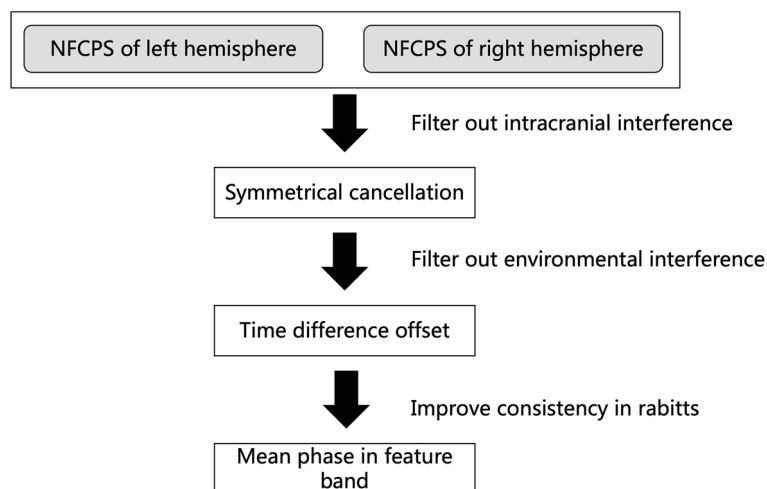 NFCPS of left hemisphere
NFCPS of right hemisphere
Filter out intracranial interference
Symmetrical cancellation
Filter out environmental interference
Time difference offset
Improve consistency in rabitts
Mean phase in feature
band